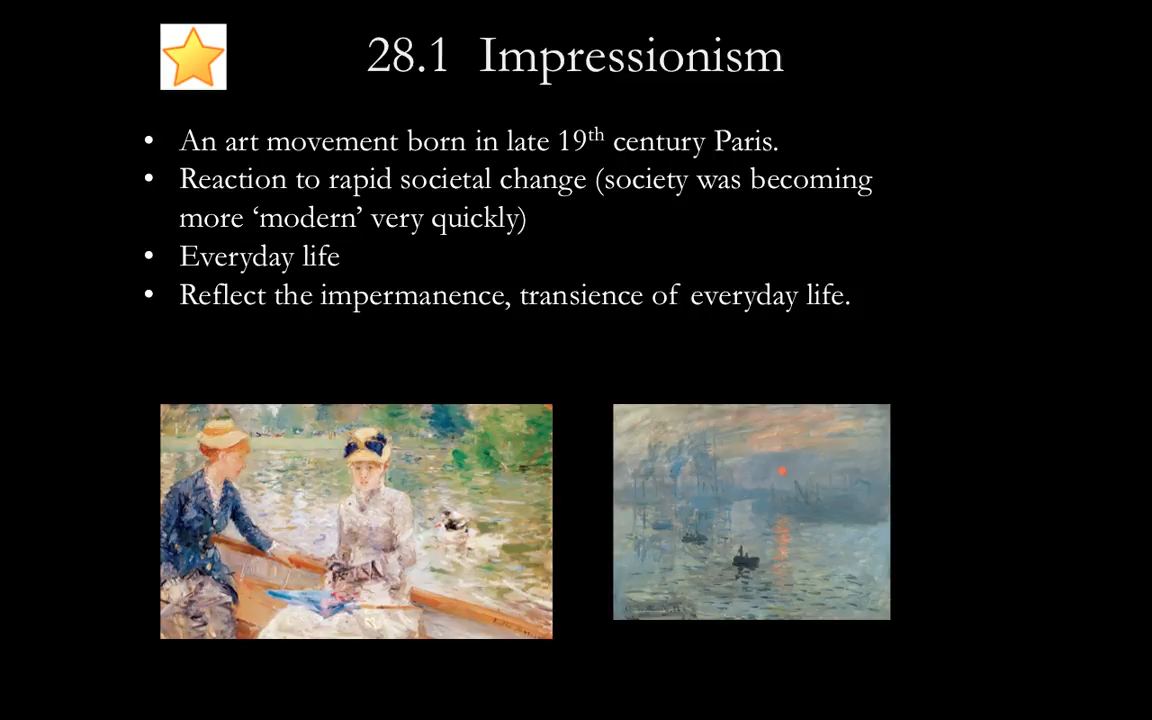 28.1 Impressionism
• An art movement born in late 19th century Paris.
• Reaction to rapid societal change (society was becoming
more ‘modern’ very quickly)
• Everyday life
• Reflect the impermanence, transience of everyday life.